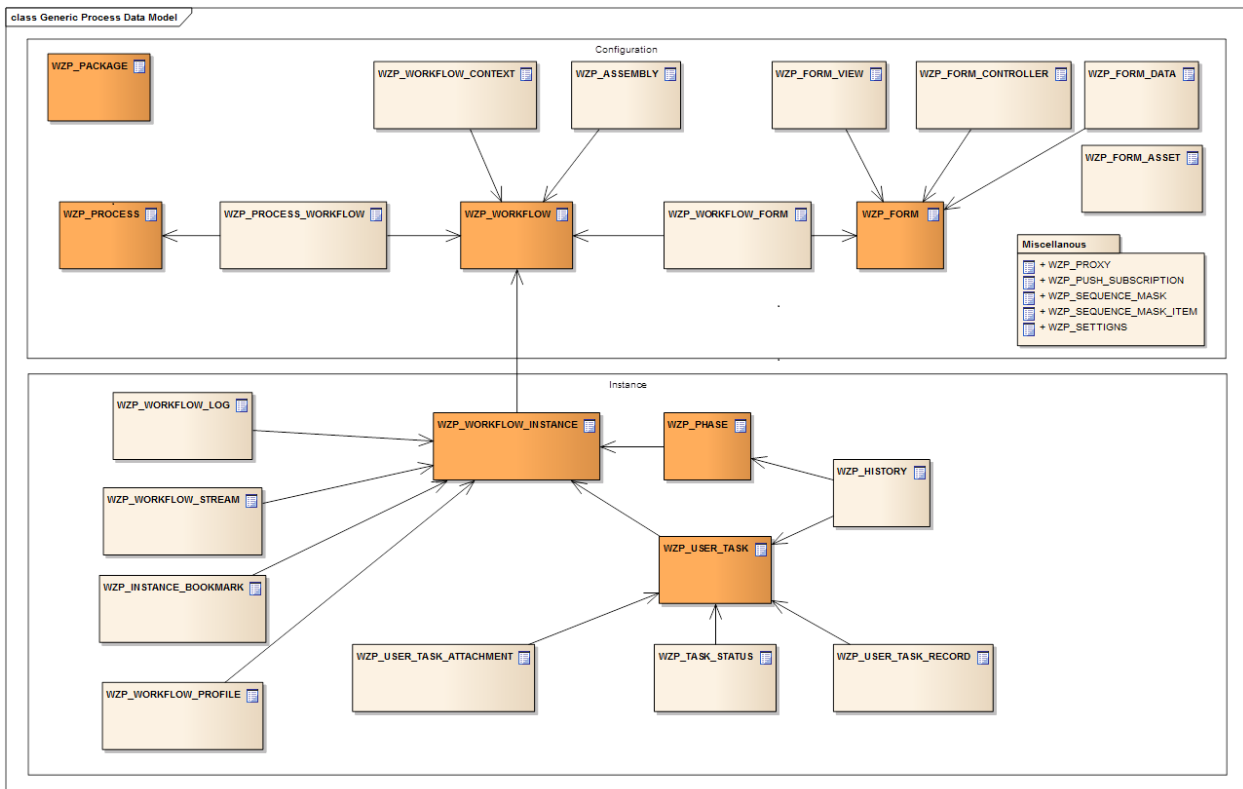 class Generic Process Data Model
Configuration
WZP_PACKAGE
WZP_WORKFLOW_CONTEXT
WZP_ASSEMBLY
WZP_FORM_VIEW
WZP_FORM_CONTROLLER
WZP_FORM_DATA
WZP_FORM_ASSET
WZP_PROCESS
WZP_PROCESS_WORKFLOW
WZP_WORKFLOW
WZP_WORKFLOW_FORM
WZP_FORM
Miscellanous
+ WZP_PROXY
+ WZP_PUSH_SUBSCRIPTION
+ WZP_SEQUENCE_MASK
+ WZP_SEQUENCE_MASK_ITEM
+ WZP_SETTIGNS
Instance
WZP_WORKFLOW_LOG
WZP_WORKFLOW_INSTANCE
WZP_PHASE
WZP_HISTORY
WZP_WORKFLOW_STREAM
WZP_USER_TASK
WZP_INSTANCE_BOOKMARK
WZP_USER_TASK_ATTACHMENT
WZP_TASK_STATUS
WZP_USER_TASK_RECORD
WZP_WORKFLOW_PROFILE